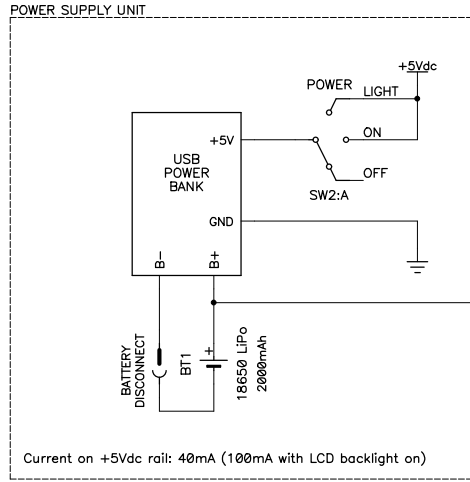 POWER SUPPLY UNIT
+5Vdc
POWER
LIGHT
+5V
ON
USB
POWER
BANK
OFF
SW2:A
GND
B-
B+
BATTERY
DISCONNECT
BT1
+
18650 LiPo
2000mAh
Current on +5Vdc rail: 40mA (100mA with LCD backlight on)